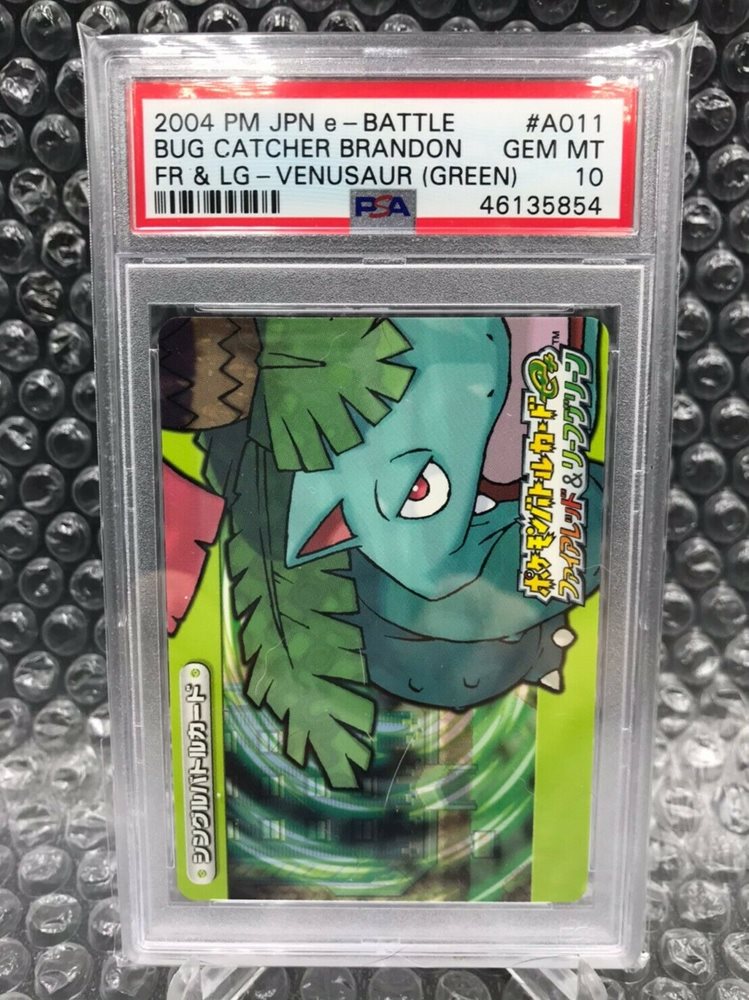 2004 PM JPN e-BATTLE #A011
BUG CATCHER BRANDON GEM MT
FR & LG-VENUSAUR (GREEN) 10
PSA 46135854
ポケモンバトルカードe+ ™
ファイアレッド&リーフグリーン
シングルバトルカード